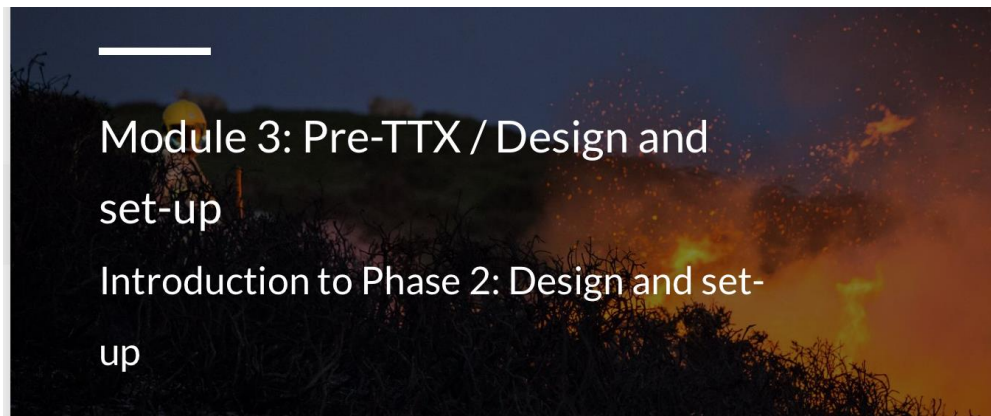 Module 3: Pre-TTX / Design and
set-up
Introduction to Phase 2: Design and set-
up